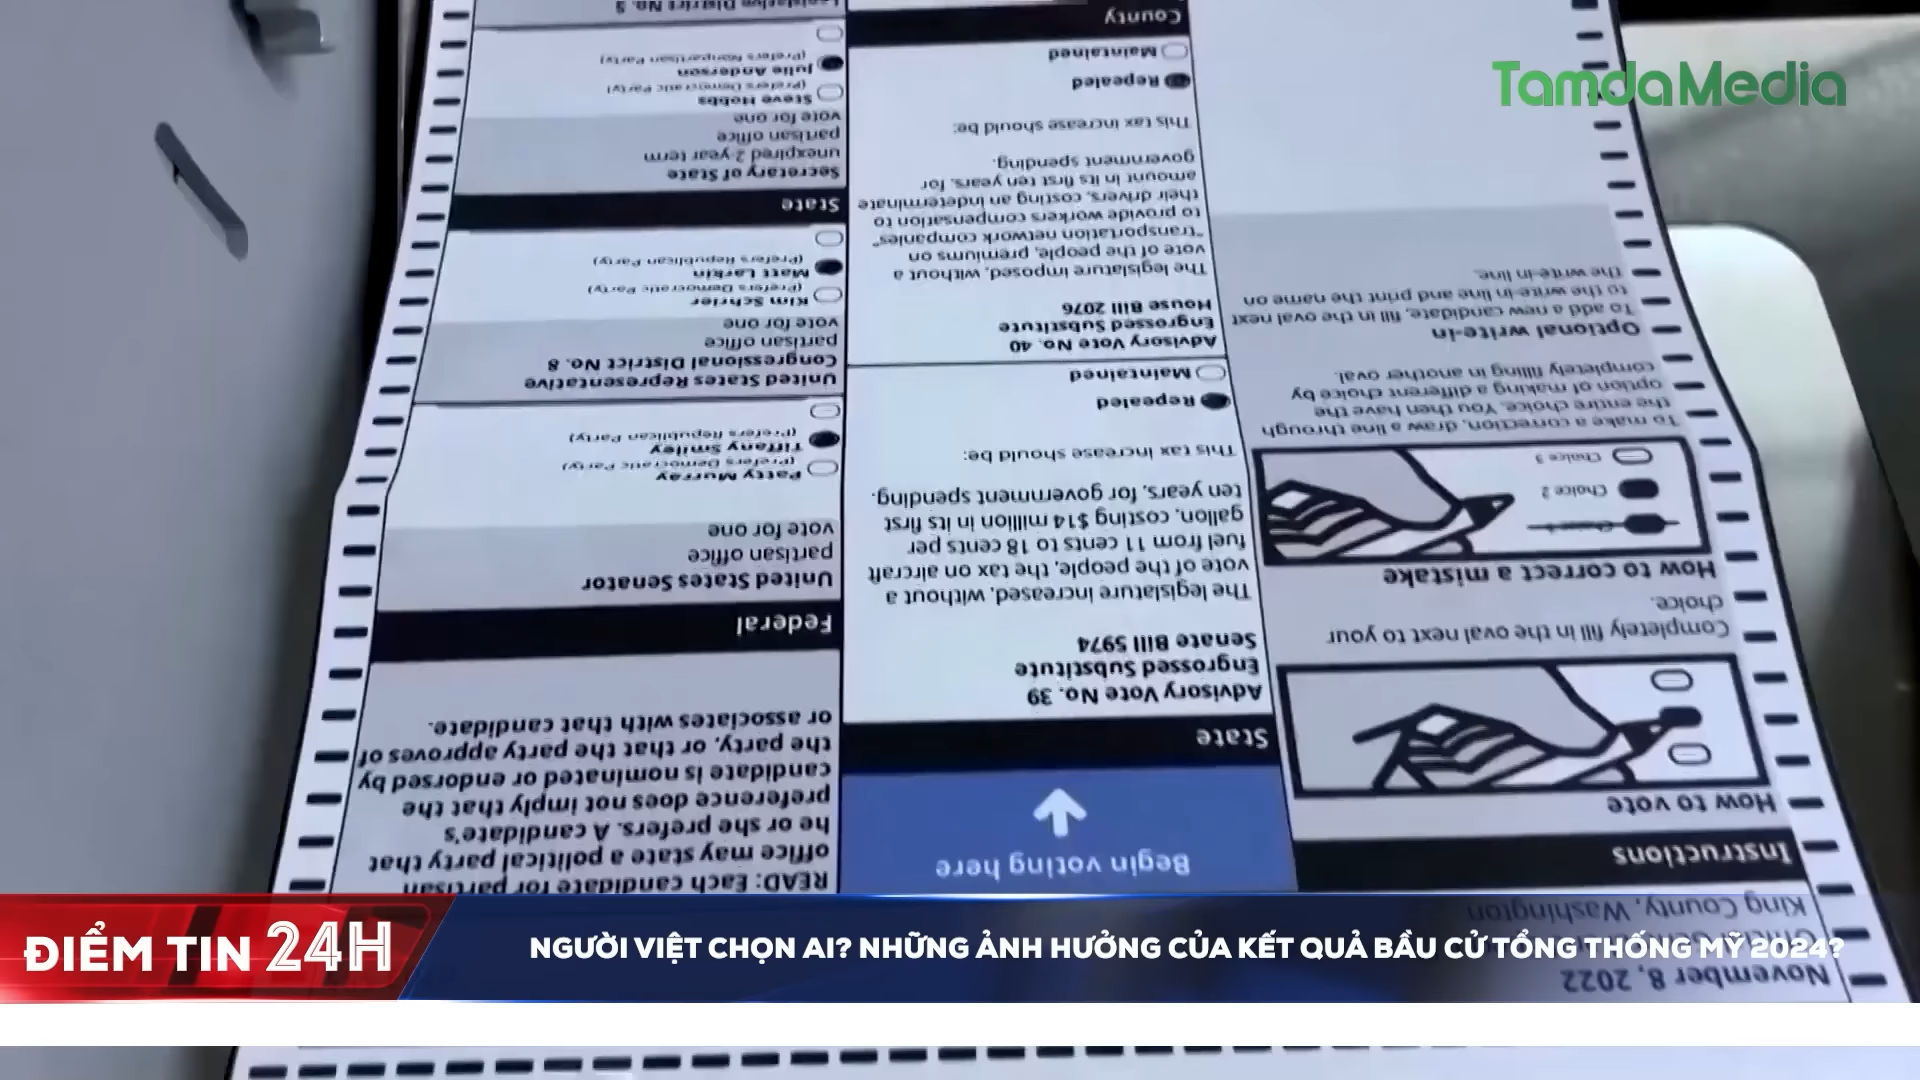 TamdaMedia
November 8, 2022
King County, Washington
Instructions
How to vote
Completely fill in the oval next to your
choice.
How to correct a mistake
Choice 2
Choice 3
To make a correction, draw a line through
the entire choice. You then have the
option of making a different choice by
completely filling in another oval.
Optional write-in
To add a new candidate, fill in the oval next
to the write-in line and print the name on
the write-in line.
Begin voting here
State
Advisory Vote No. 39
Engrossed Substitute
Senate Bill 5974
The legislature increased, without a
vote of the people, the tax on aircraft
fuel from 11 cents to 18 cents per
gallon, costing $14 million in its first
ten years, for government spending.
This tax increase should be:
Repealed
Maintained
Advisory Vote No. 40
Engrossed Substitute
House Bill 2076
The legislature imposed, without a
vote of the people, premiums on
"transportation network companies"
to provide workers compensation to
their drivers, costing an indeterminate
amount in its first ten years, for
government spending.
This tax increase should be:
Repealed
Maintained
County
READ: Each candidate for partisan
office may state a political party that
he or she prefers. A candidate's
preference does not imply that the
candidate is nominated or endorsed by
the party, or that the party approves of
or associates with that candidate.
Federal
United States Senator
partisan office
vote for one
Patty Murray
(Prefers Democratic Party)
Tiffany Smiley
(Prefers Republican Party)
United States Representative
Congressional District No. 8
partisan office
vote for one
Kim Schrier
(Prefers Democratic Party)
Matt Larkin
(Prefers Republican Party)
State
Secretary of State
unexpired 2-year term
partisan office
vote for one
Steve Hobbs
(Prefers Democratic Party)
Julie Anderson
(Prefers Nonpartisan Party)
Legislative District No. 5
ĐIỂM TIN 24H
NGƯỜI VIỆT CHỌN AI? NHỮNG ẢNH HƯỞNG CỦA KẾT QUẢ BẦU CỬ TỔNG THỐNG MỸ 2024?